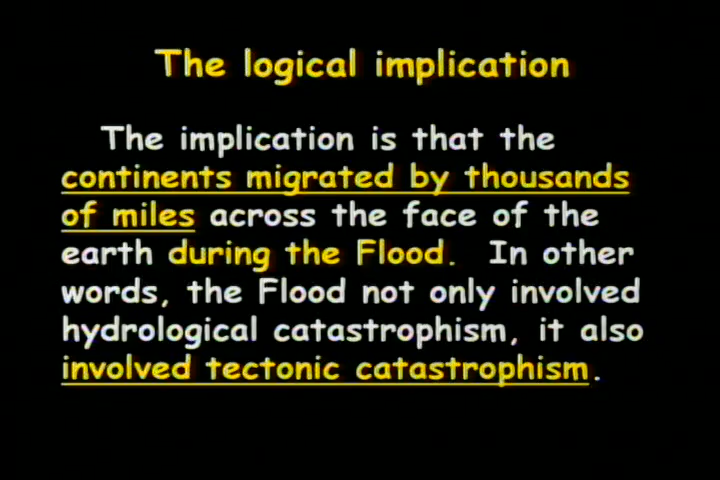 The logical implication
The implication is that the
continents migrated by thousands
of miles across the face of the
earth during the Flood. In other
words, the Flood not only involved
hydrological catastrophism, it also
involved tectonic catastrophism.